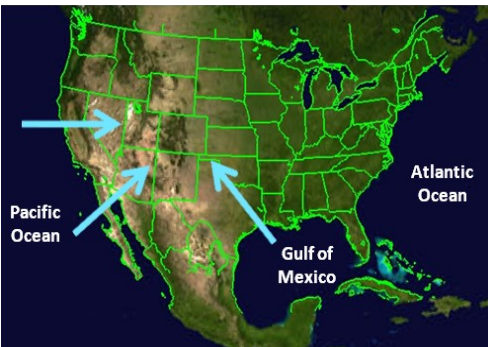 Atlantic
Ocean
Pacific
Ocean
Gulf of
Mexico